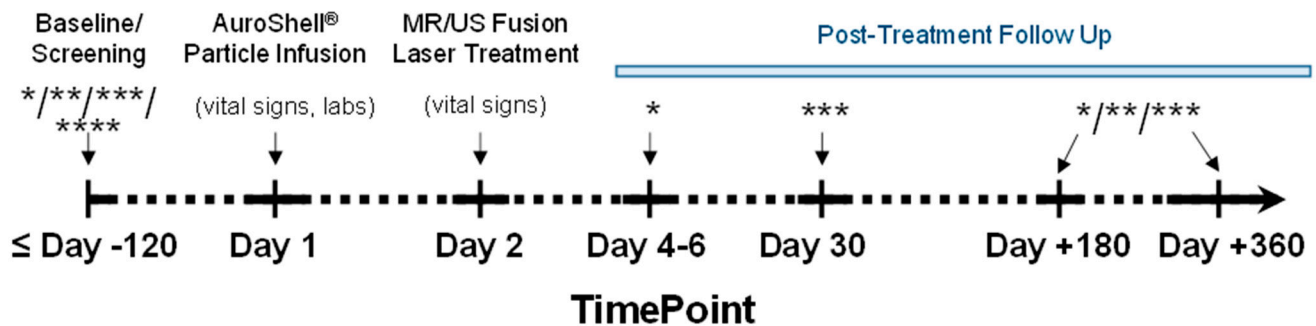 Baseline/
Screening
*/**/***/
****
AuroShell®
Particle Infusion
(vital signs, labs)
MR/US Fusion
Laser Treatment
(vital signs)
Post-Treatment Follow Up
*
***
*/**/***
≤ Day -120
Day 1
Day 2
Day 4-6
Day 30
Day +180
Day +360
TimePoint